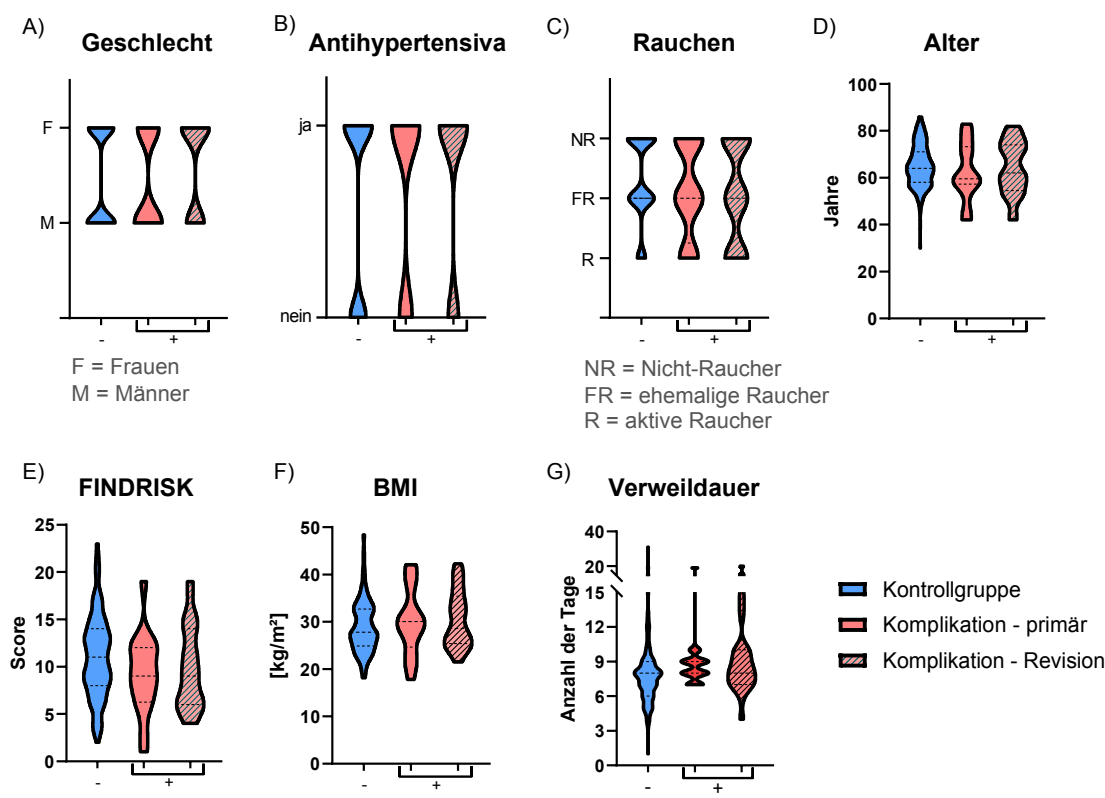 A)
Geschlecht
F
M
-
+
F = Frauen
M = Männer
B)
Antihypertensiva
ja
nein
-
+
C)
Rauchen
NR
FR
R
-
+
NR = Nicht-Raucher
FR = ehemalige Raucher
R = aktive Raucher
D)
Alter
Jahre
100
80
60
40
20
0
-
+
E)
FINDRISK
Score
25
20
15
10
5
0
-
+
F)
BMI
[kg/m²]
50
40
30
20
10
0
-
+
G)
Verweildauer
Anzahl der Tage
40
20
15
12
9
6
3
0
-
+
Kontrollgruppe
Komplikation - primär
Komplikation - Revision